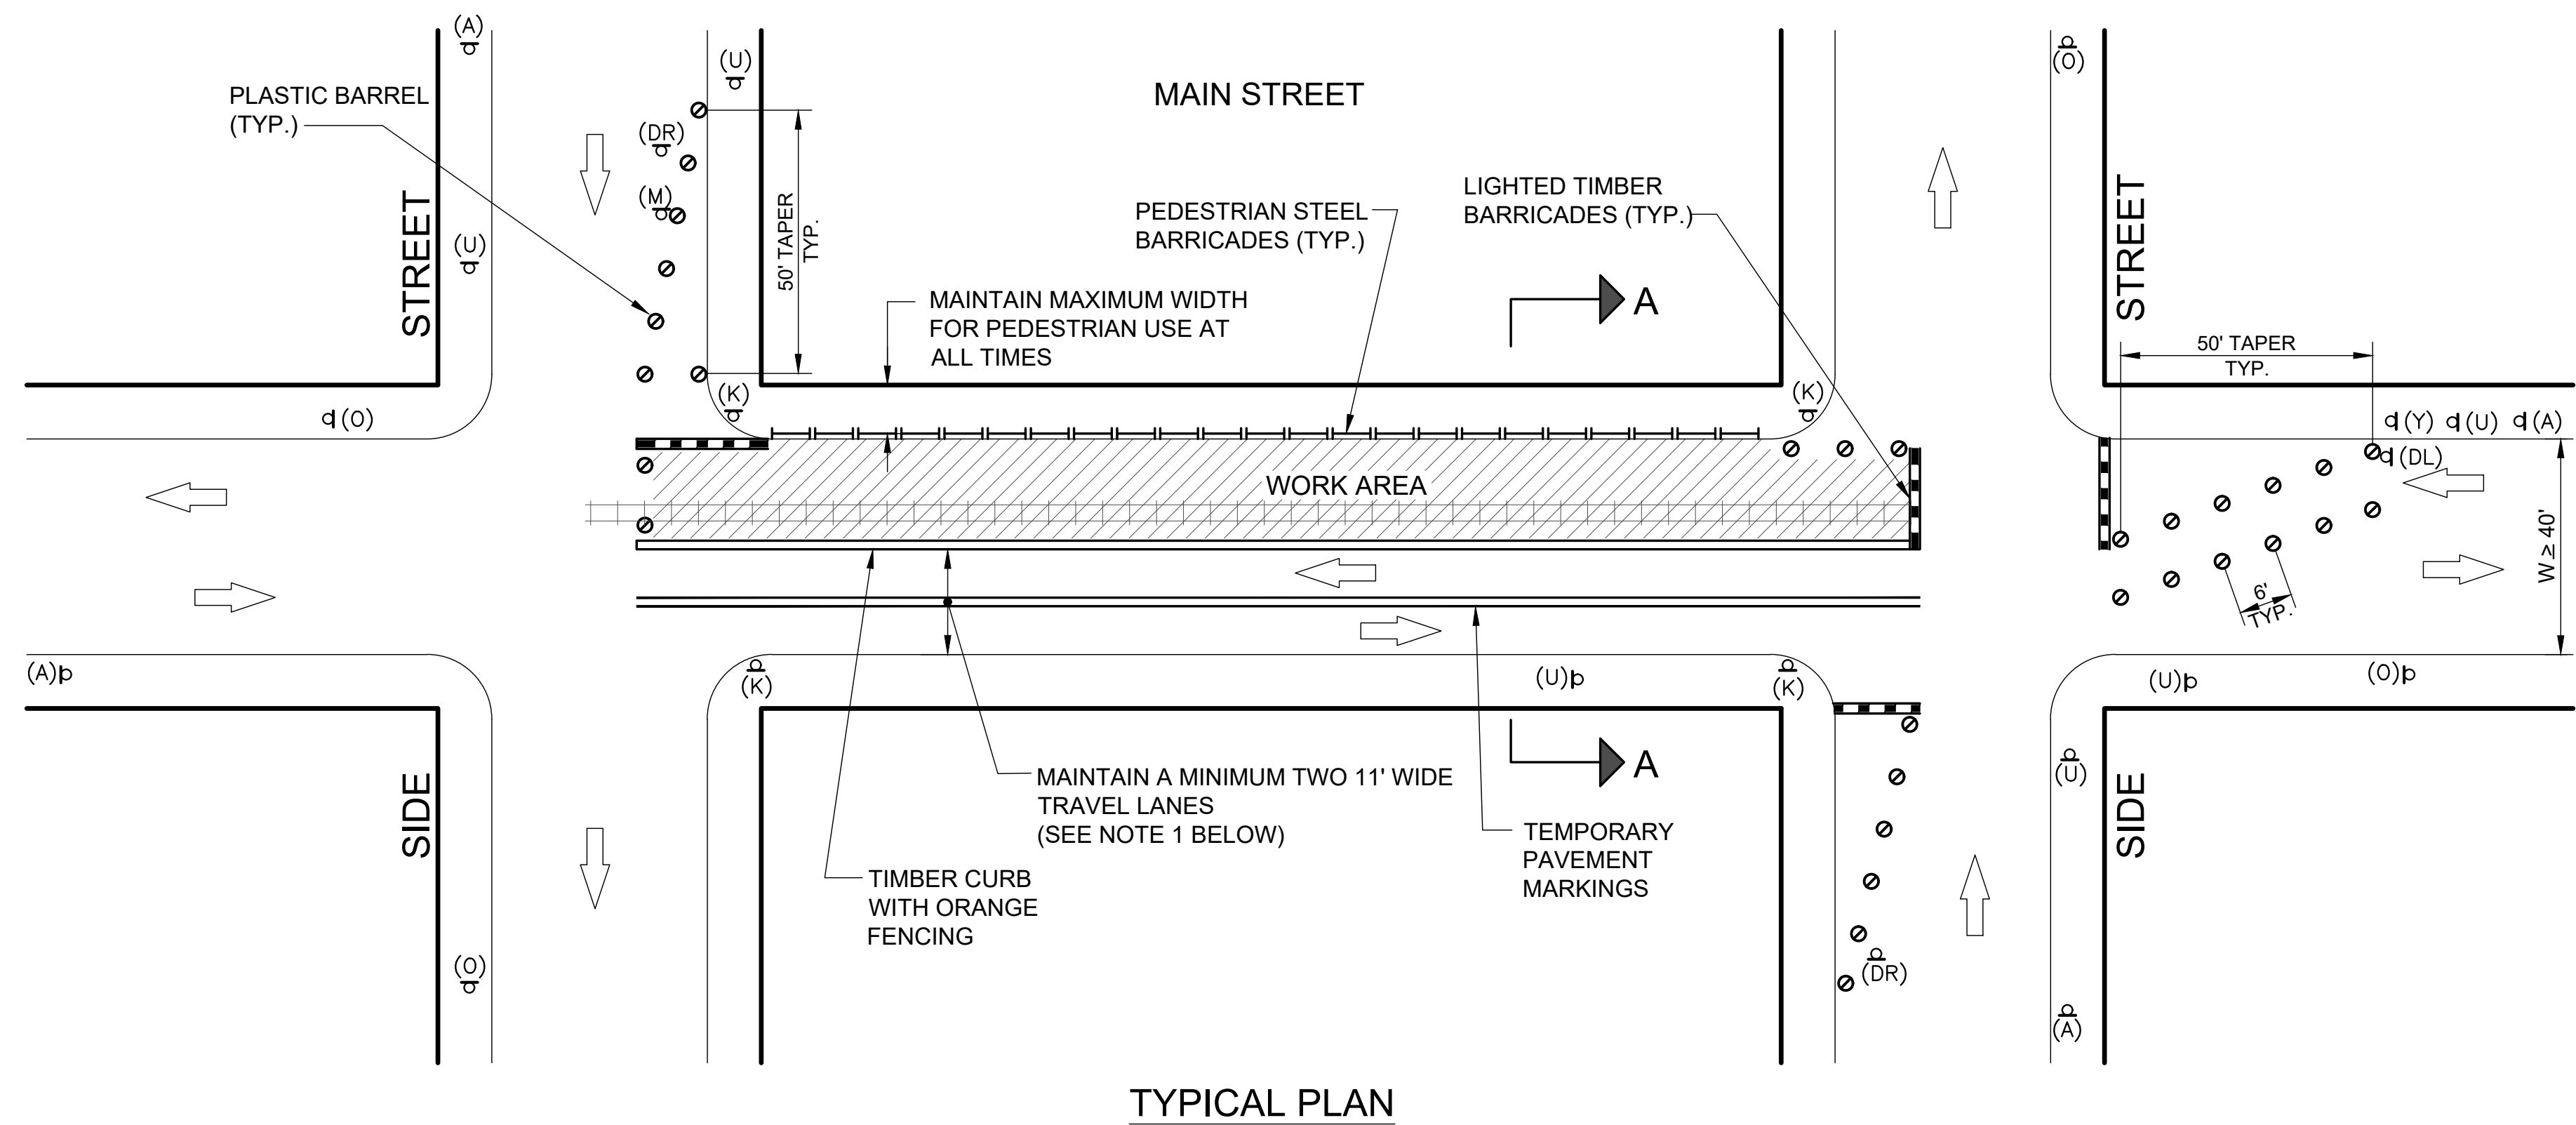 (A)
(U)
MAIN STREET
(O)
PLASTIC BARREL
(TYP.)
(DR)
(M)
50' TAPER
TYP.
STREET
(U)
LIGHTED TIMBER
BARRICADES (TYP.)
PEDESTRIAN STEEL
BARRICADES (TYP.)
STREET
MAINTAIN MAXIMUM WIDTH
FOR PEDESTRIAN USE AT
ALL TIMES
A
50' TAPER
TYP.
(O)
(K)
(K)
(Y)
(U)
(A)
(DL)
WORK AREA
W ≥ 40'
6'
TYP.
(A)
(K)
(U)
(K)
(U)
(O)
SIDE
MAINTAIN A MINIMUM TWO 11' WIDE
TRAVEL LANES
(SEE NOTE 1 BELOW)
A
(U)
SIDE
TEMPORARY
PAVEMENT
MARKINGS
TIMBER CURB
WITH ORANGE
FENCING
(O)
(DR)
(A)
TYPICAL PLAN